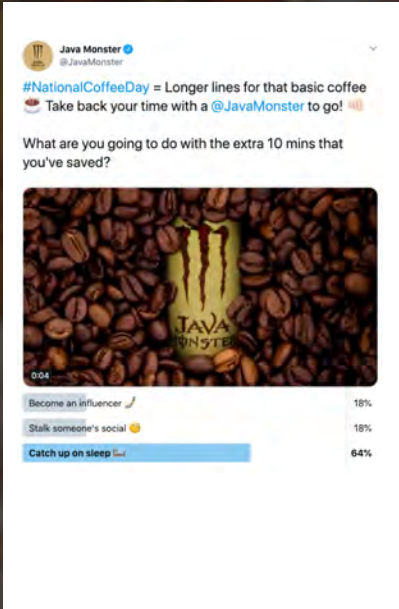 Java Monster
@JavaMonster
#NationalCoffeeDay = Longer lines for that basic coffee
☕ Take back your time with a @JavaMonster to go! 👊🏻
What are you going to do with the extra 10 mins that
you've saved?
JAVA
MONSTER
0:04
Become an influencer 🤳 18%
Stalk someone's social 🧐 18%
Catch up on sleep 🛌 64%